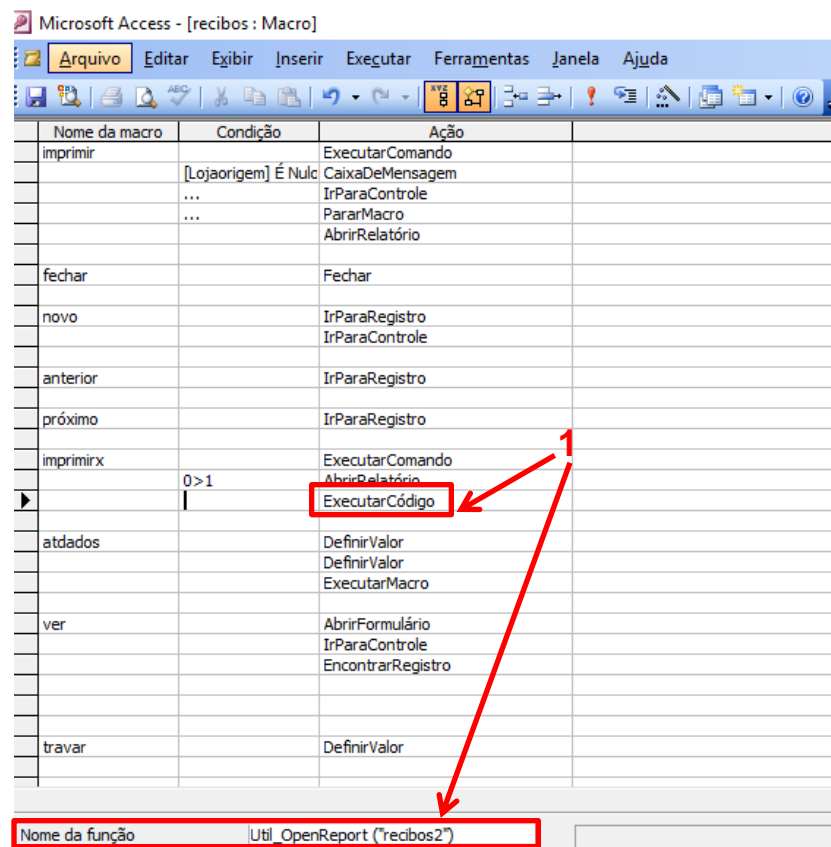 Microsoft Access - [recibos : Macro]
Arquivo Editar Exibir Inserir Executar Ferramentas Janela Ajuda
Nome da macro Condição Ação
imprimir ExecutarComando
[Lojaorigem] É Nulo CaixaDeMensagem
... IrParaControle
... PararMacro
AbrirRelatório
fechar Fechar
novo IrParaRegistro
IrParaControle
anterior IrParaRegistro
próximo IrParaRegistro
1
imprimirx ExecutarComando
0>1 AbrirRelatório
ExecutarCódigo
atdados DefinirValor
DefinirValor
ExecutarMacro
ver AbrirFormulário
IrParaControle
EncontrarRegistro
travar DefinirValor
Nome da função Util_OpenReport ("recibos2")